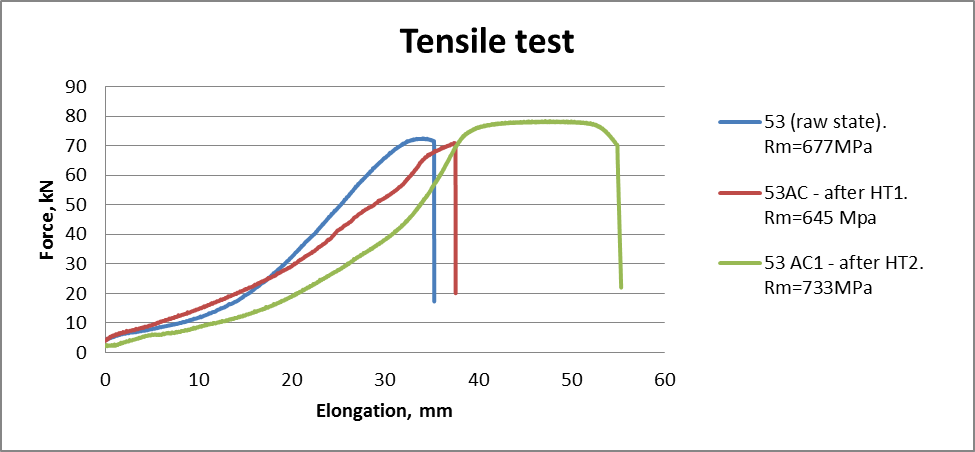 Tensile test
90
80
70
60
50
40
30
20
10
0
Force, kN
0 10 20 30 40 50 60
Elongation, mm
53 (raw state).
Rm=677MPa
53AC - after HT1.
Rm=645 Mpa
53 AC1 - after HT2.
Rm=733MPa